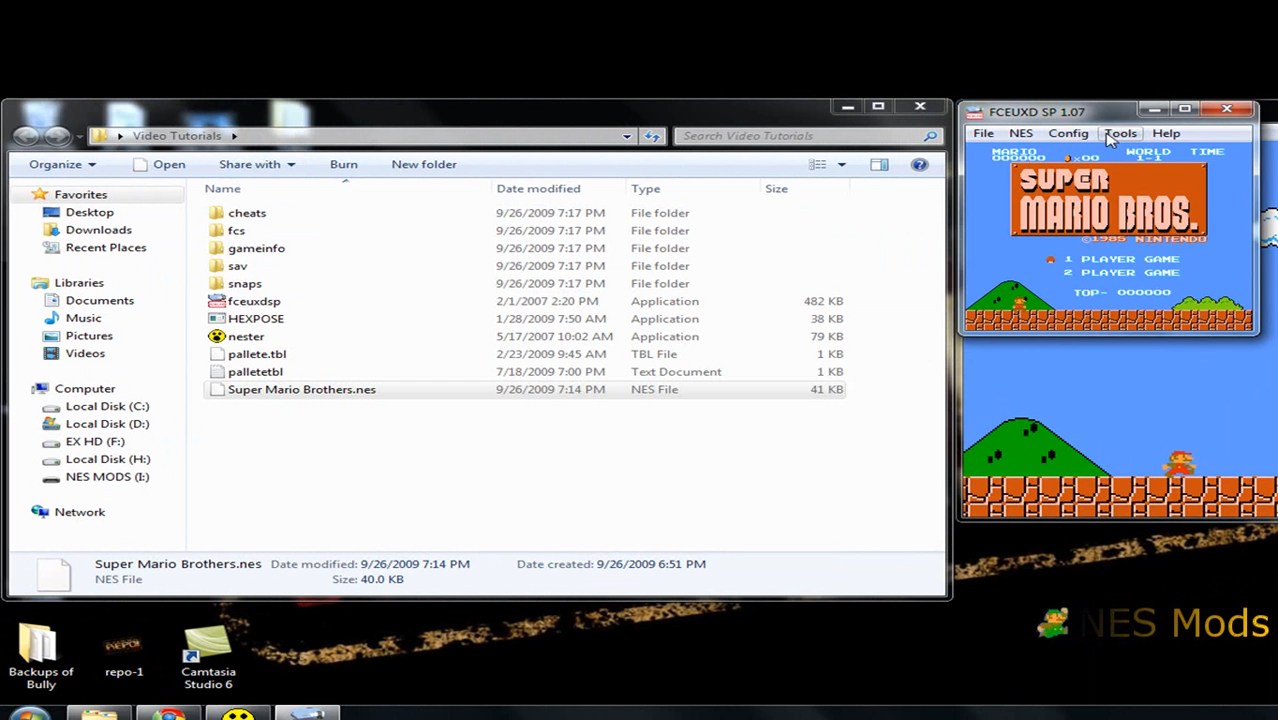 Video Tutorials
Search Video Tutorials
Organize
Open
Share with
Burn
New folder
Favorites
Desktop
Downloads
Recent Places
Libraries
Documents
Music
Pictures
Videos
Computer
Local Disk (C:)
Local Disk (D:)
EX HD (F:)
Local Disk (H:)
NES MODS (I:)
Network
Name Date modified Type Size
cheats 9/26/2009 7:17 PM File folder
fcs 9/26/2009 7:17 PM File folder
gameinfo 9/26/2009 7:17 PM File folder
sav 9/26/2009 7:17 PM File folder
snaps 9/26/2009 7:17 PM File folder
fceuxdsp 2/1/2007 2:20 PM Application 482 KB
HEXPOSE 1/28/2009 7:50 AM Application 38 KB
nester 5/17/2007 10:02 AM Application 79 KB
pallete.tbl 2/23/2009 9:45 AM TBL File 1 KB
palletetbl 7/18/2009 7:00 PM Text Document 1 KB
Super Mario Brothers.nes 9/26/2009 7:14 PM NES File 41 KB
Super Mario Brothers.nes Date modified: 9/26/2009 7:14 PM Date created: 9/26/2009 6:51 PM
NES File Size: 40.0 KB
FCEUXD SP 1.07
File NES Config Tools Help
MARIO WORLD TIME
000000 x00 1-1
SUPER
MARIO BROS.
©1985 NINTENDO
1 PLAYER GAME
2 PLAYER GAME
TOP- 000000
NES Mods
Backups of
Bully
repo-1
Camtasia
Studio 6